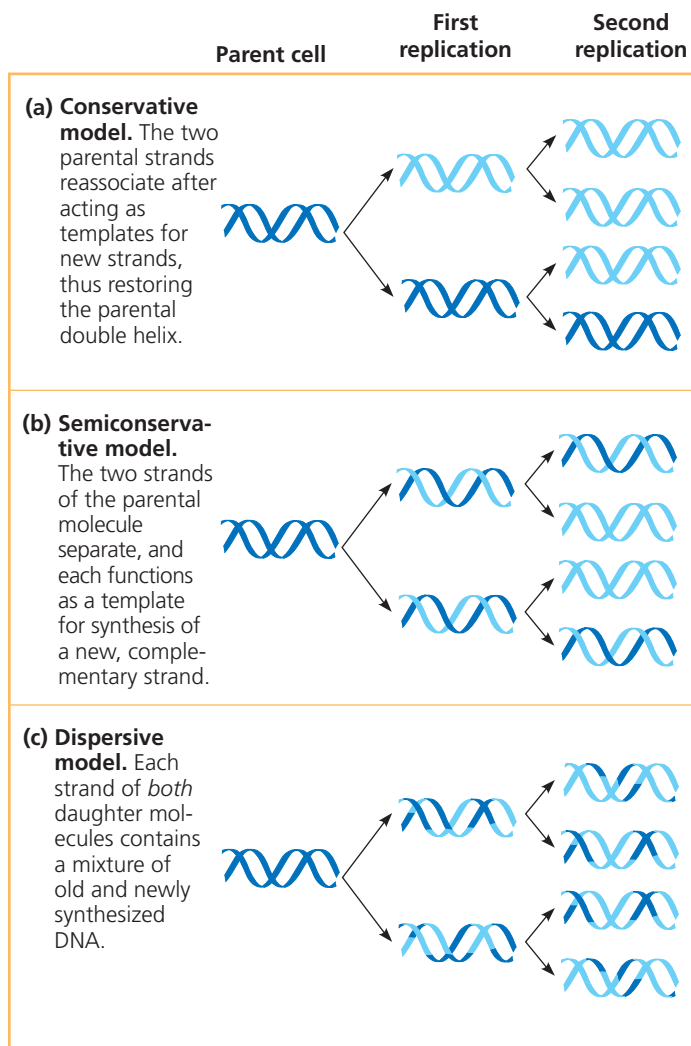 Parent cell
First
replication
Second
replication
(a) Conservative
model. The two
parental strands
reassociate after
acting as
templates for
new strands,
thus restoring
the parental
double helix.
(b) Semiconserva-
tive model.
The two strands
of the parental
molecule
separate, and
each functions
as a template
for synthesis of
a new, comple-
mentary strand.
(c) Dispersive
model. Each
strand of both
daughter mol-
ecules contains
a mixture of
old and newly
synthesized
DNA.